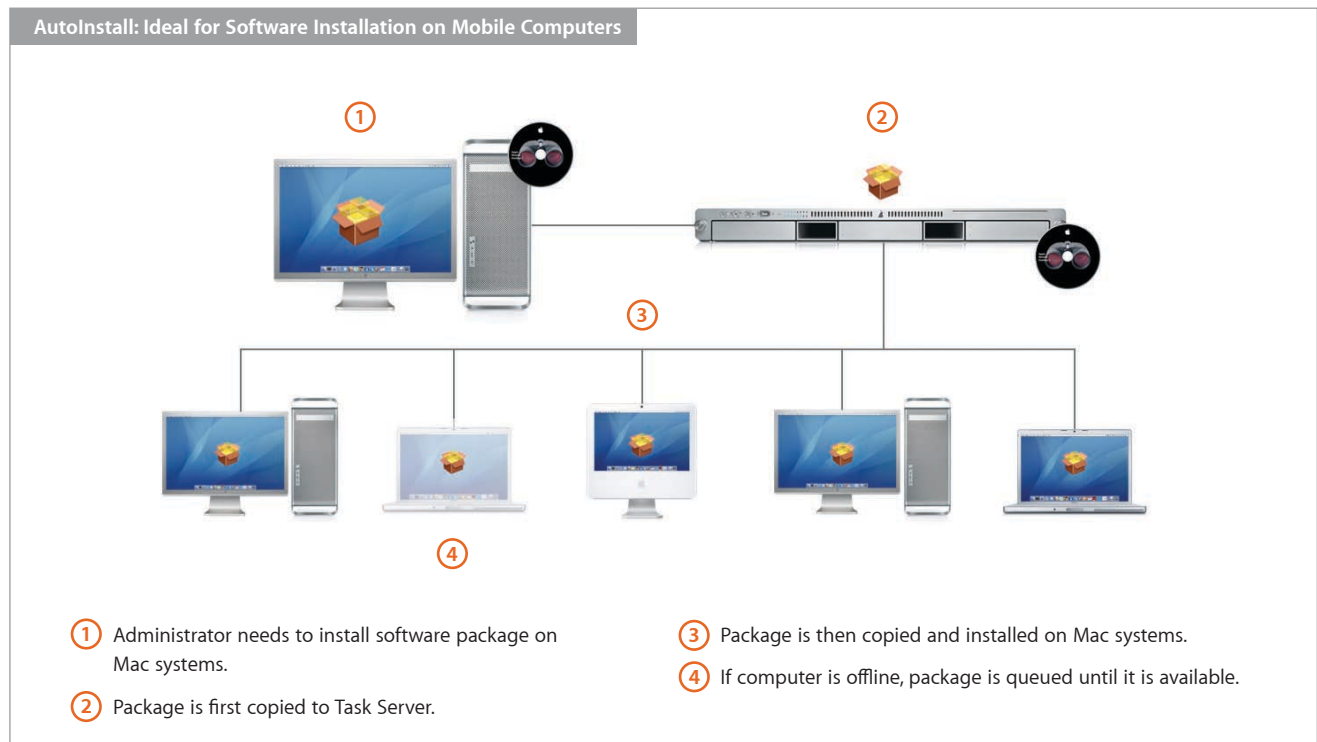 AutoInstall: Ideal for Software Installation on Mobile Computers
1
2
3
4
1 Administrator needs to install software package on
Mac systems.
2 Package is first copied to Task Server.
3 Package is then copied and installed on Mac systems.
4 If computer is offline, package is queued until it is available.